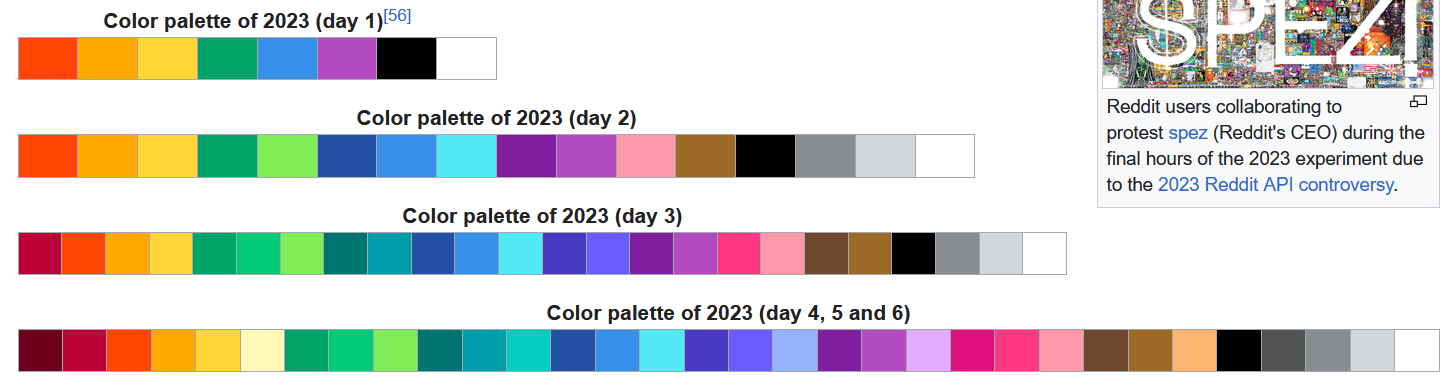 Color palette of 2023 (day 1)[56]
Color palette of 2023 (day 2)
Color palette of 2023 (day 3)
Color palette of 2023 (day 4, 5 and 6)
SPEZ!
Reddit users collaborating to
protest spez (Reddit's CEO) during the
final hours of the 2023 experiment due
to the 2023 Reddit API controversy.